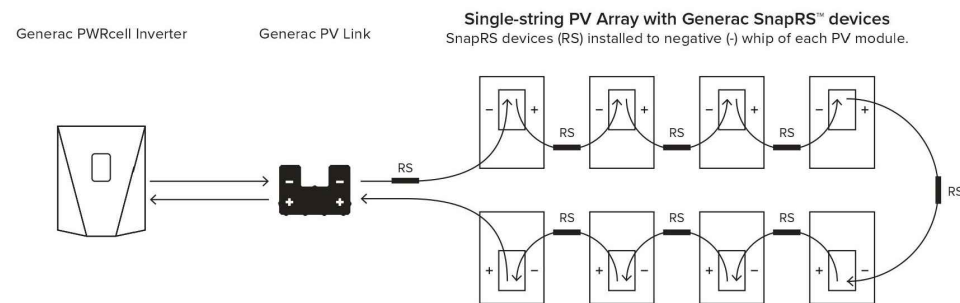 Single-string PV Array with Generac SnapRS™ devices
Generac PWRcell Inverter
Generac PV Link
SnapRS devices (RS) installed to negative (-) whip of each PV module.
− + − + − + − +
RS RS RS
RS
− −
+ +
RS
RS RS RS
+ − + − + − + −